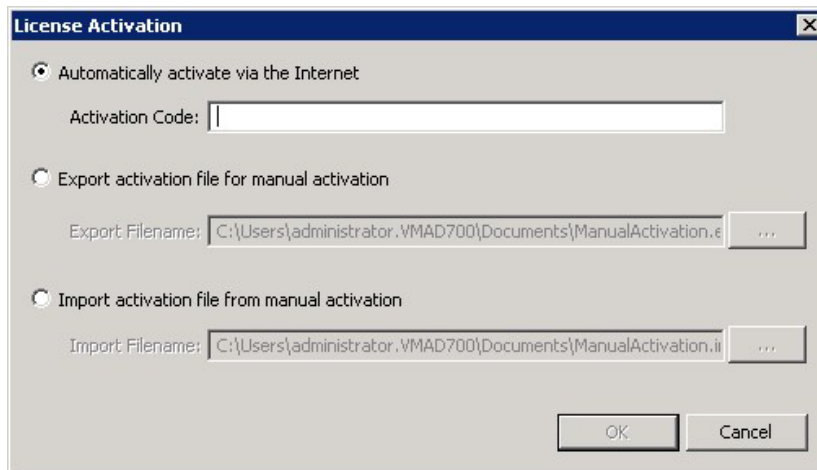 License Activation
Automatically activate via the Internet
Activation Code:
Export activation file for manual activation
Export Filename: C:\Users\administrator.VMAD700\Documents\ManualActivation.e ...
Import activation file from manual activation
Import Filename: C:\Users\administrator.VMAD700\Documents\ManualActivation.i ...
OK Cancel